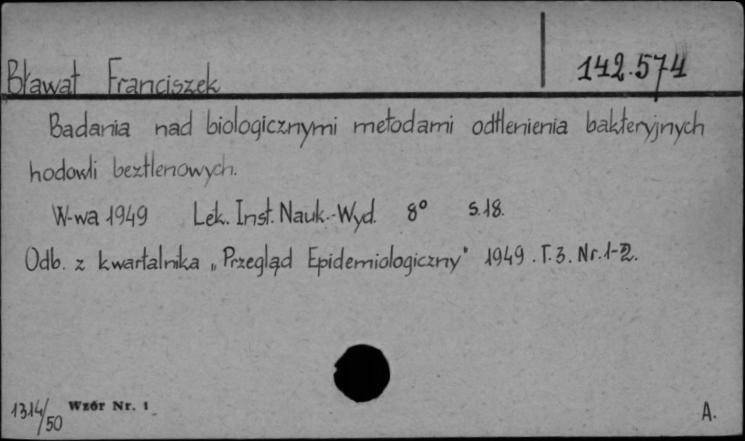 Bławat Franciszek 142.574
Badania nad biologicznymi metodami odtlenienia bakteryjnych
hodowli beztlenowych.
W-wa 1949 Lek. Inst. Nauk.-Wyd. 8° s.18.
Odb. z kwartalnika „Przegląd Epidemiologiczny" 1949. T.3. Nr.1-2.
1314/50 Wzór Nr. 1 A.